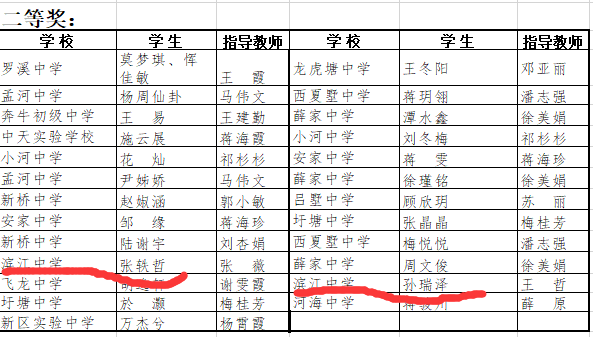 二等奖：
学校 学生 指导教师 学校 学生 指导教师
罗溪中学 莫梦琪、恽佳敏 王霞 龙虎塘中学 王冬阳 邓亚丽
孟河中学 杨周仙卦 马伟文 西夏墅中学 蒋玥翎 潘志强
奔牛初级中学 王易 王建勤 薛家中学 潭水鑫 徐美娟
中天实验学校 施云展 蒋海霞 小河中学 刘冬梅 祁杉杉
小河中学 花灿 祁杉杉 安家中学 蒋雯 蒋海珍
孟河中学 尹姊娇 马伟文 薛家中学 徐瑾铭 徐美娟
新桥中学 赵婌涵 郭小敏 吕墅中学 顾欣玥 苏丽
安家中学 邹缘 蒋海珍 圩塘中学 张晶晶 梅桂芳
新桥中学 陆谢宇 刘杏娟 西夏墅中学 梅悦悦 潘志强
滨江中学 张轶哲 张薇 薛家中学 周文俊 徐美娟
飞龙中学 谢雯霞 滨江中学 孙瑞泽 王哲
圩塘中学 於灏 梅桂芳 河海中学 薛原
新区实验中学 万杰兮 杨霄霞